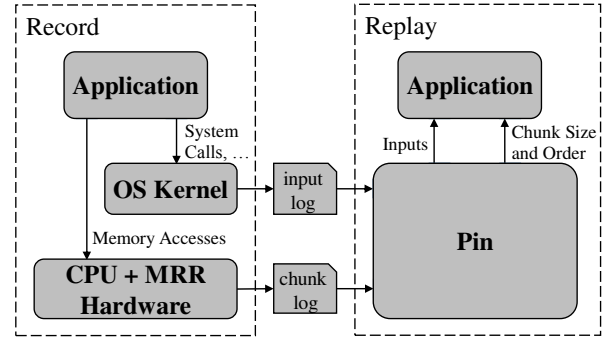 Record
Application
System
Calls, ...
OS Kernel
Memory Accesses
CPU + MRR
Hardware
input
log
chunk
log
Replay
Application
Inputs
Chunk Size
and Order
Pin